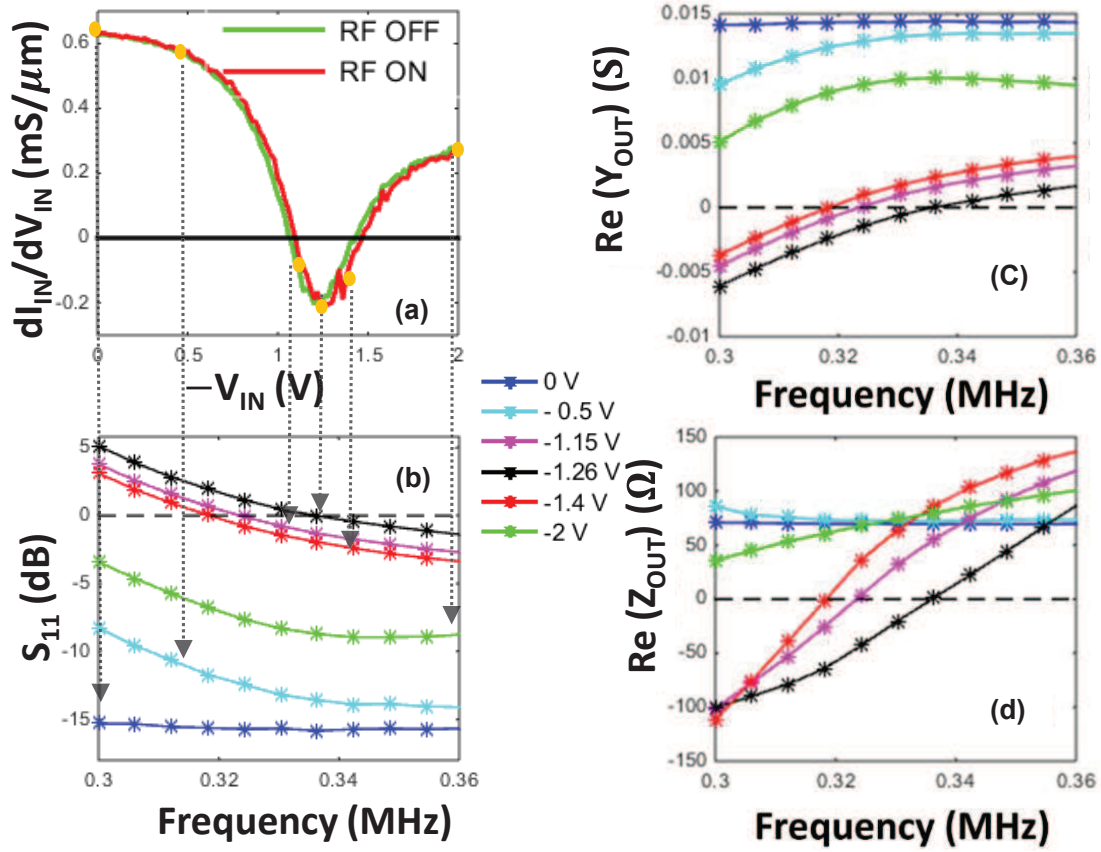 dI_IN/dV_IN (mS/μm)
0.6
0.4
0.2
0
-0.2
RF OFF
RF ON
(a)
0 0.5 1 1.5 2
—V_IN (V)
S_11 (dB)
5
0
-5
-10
-15
(b)
0.3 0.32 0.34 0.36
Frequency (MHz)
0 V
- 0.5 V
-1.15 V
-1.26 V
-1.4 V
-2 V
Re (Y_OUT) (S)
0.015
0.01
0.005
0
-0.005
-0.01
(C)
0.3 0.32 0.34 0.36
Frequency (MHz)
Re (Z_OUT) (Ω)
150
100
50
0
-50
-100
-150
(d)
0.3 0.32 0.34 0.36
Frequency (MHz)